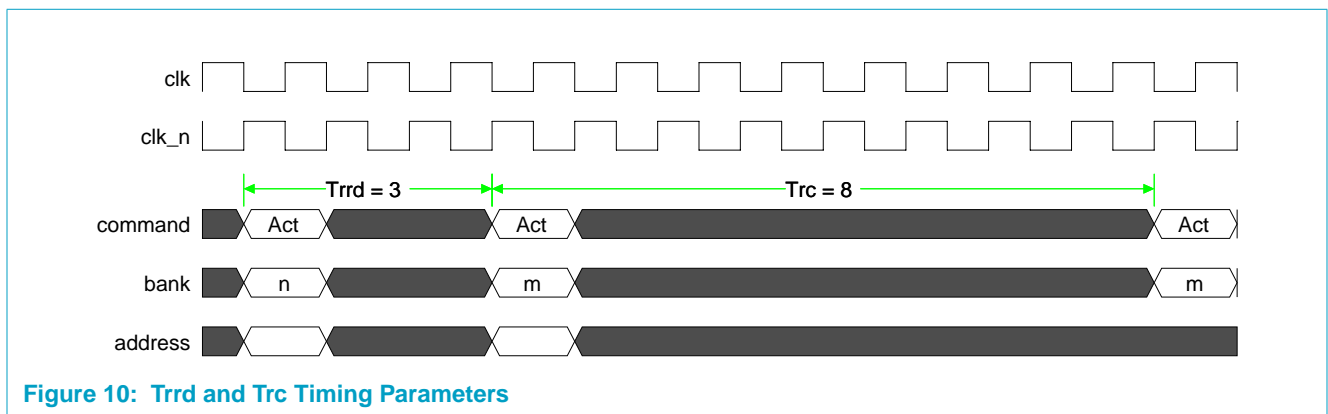 clk
clk_n
Trrd = 3 Trc = 8
command Act Act Act
bank n m m
address
Figure 10: Trrd and Trc Timing Parameters